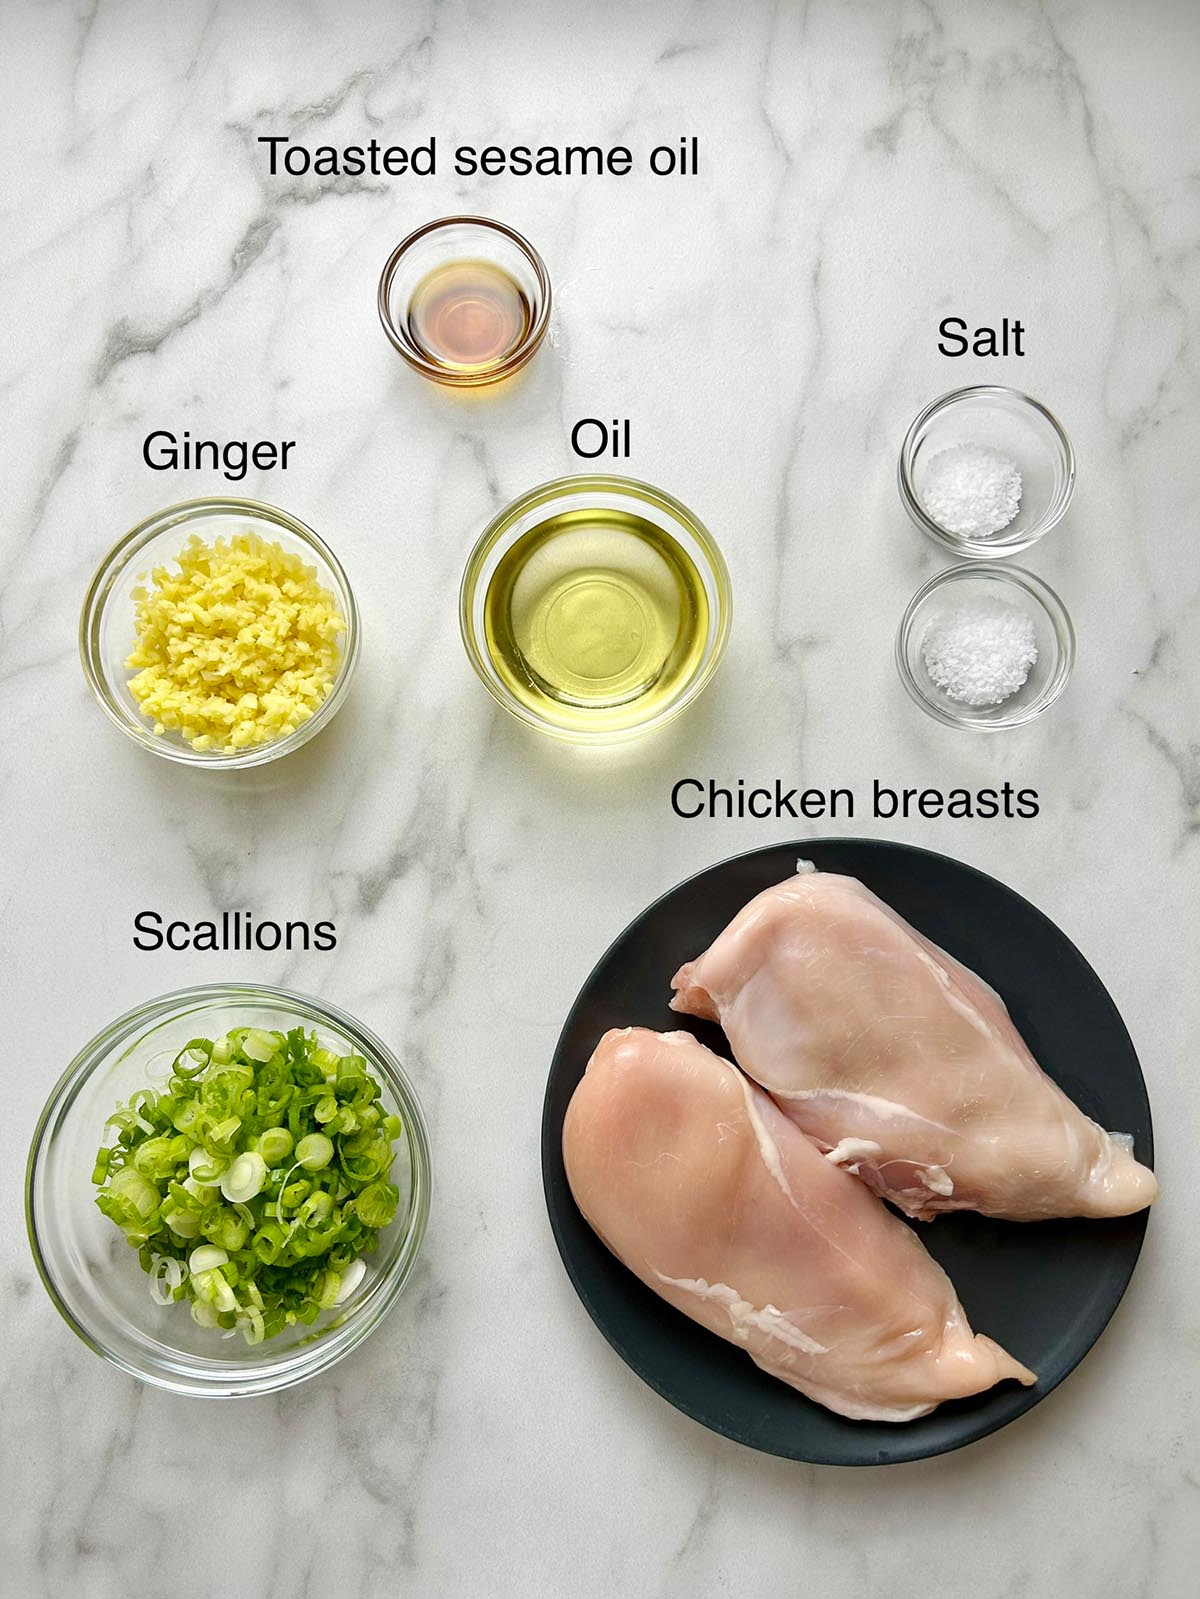 Toasted sesame oil
Salt
Ginger
Oil
Chicken breasts
Scallions